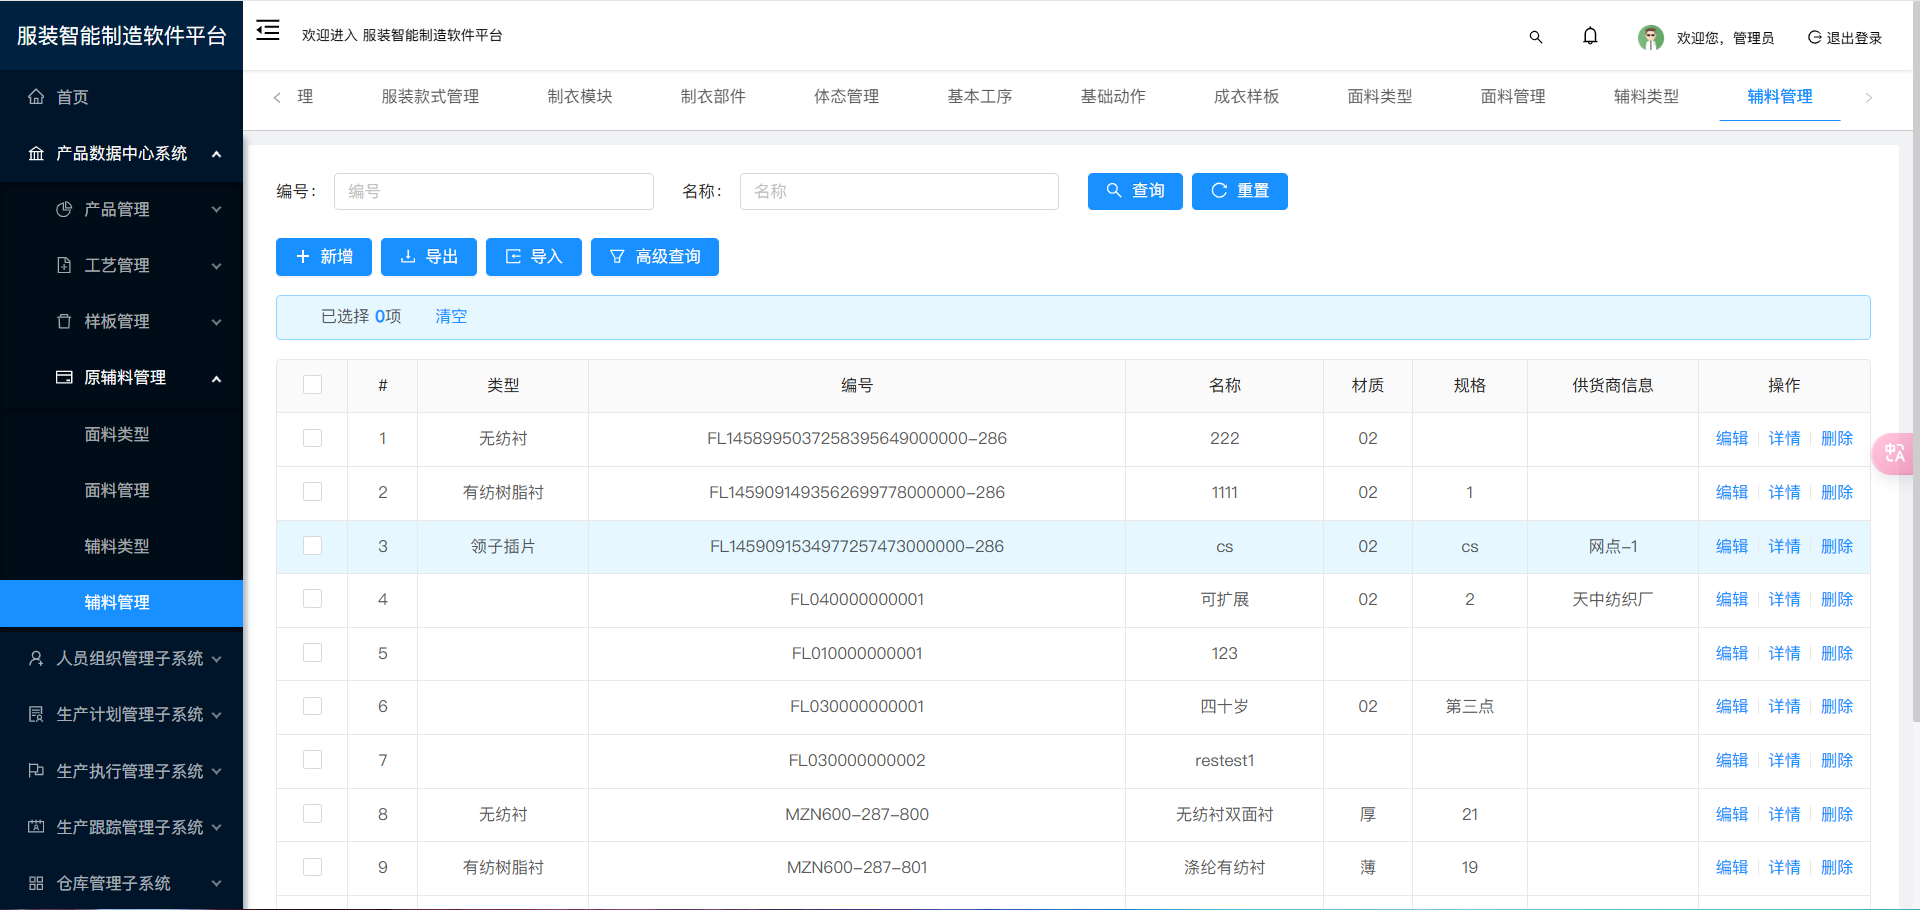 服装智能制造软件平台
欢迎进入 服装智能制造软件平台
欢迎您，管理员
退出登录
首页
产品数据中心系统
产品管理
工艺管理
样板管理
原辅料管理
面料类型
面料管理
辅料类型
辅料管理
人员组织管理子系统
生产计划管理子系统
生产执行管理子系统
生产跟踪管理子系统
仓库管理子系统
理 服装款式管理 制衣模块 制衣部件 体态管理 基本工序 基础动作 成衣样板 面料类型 面料管理 辅料类型 辅料管理
编号： 编号 名称： 名称 查询 重置
新增 导出 导入 高级查询
已选择 0项 清空
# 类型 编号 名称 材质 规格 供货商信息 操作
1 无纺衬 FL14589950372583956490000000-286 222 02 编辑 详情 删除
2 有纺树脂衬 FL1459091493562699778000000-286 1111 02 1 编辑 详情 删除
3 领子插片 FL1459091534977257473000000-286 cs 02 cs 网点-1 编辑 详情 删除
4 FL040000000001 可扩展 02 2 天中纺织厂 编辑 详情 删除
5 FL010000000001 123 编辑 详情 删除
6 FL030000000001 四十岁 02 第三点 编辑 详情 删除
7 FL030000000002 restest1 编辑 详情 删除
8 无纺衬 MZN600-287-800 无纺衬双面衬 厚 21 编辑 详情 删除
9 有纺树脂衬 MZN600-287-801 涤纶有纺衬 薄 19 编辑 详情 删除
中A